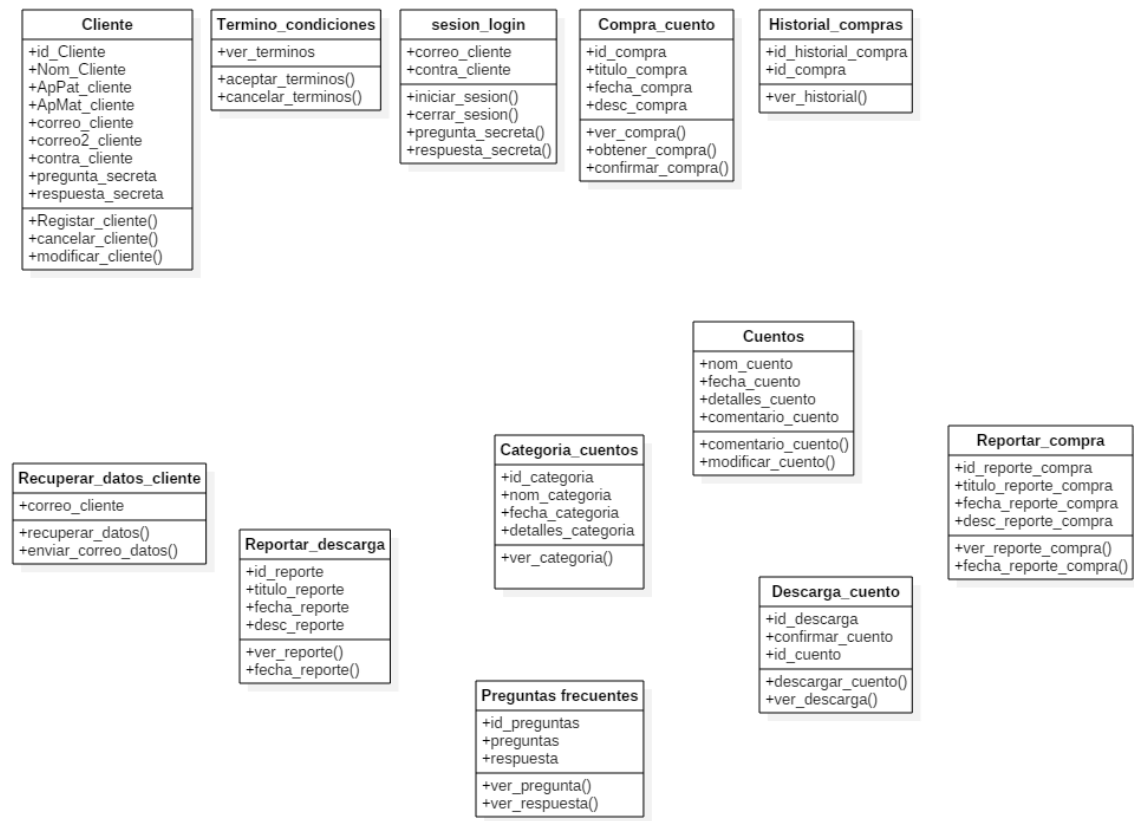 Cliente
+id_Cliente
+Nom_Cliente
+ApPat_cliente
+ApMat_cliente
+correo_cliente
+correo2_cliente
+contra_cliente
+pregunta_secreta
+respuesta_secreta
+Registar_cliente()
+cancelar_cliente()
+modificar_cliente()
Termino_condiciones
+ver_terminos
+aceptar_terminos()
+cancelar_terminos()
sesion_login
+correo_cliente
+contra_cliente
+iniciar_sesion()
+cerrar_sesion()
+pregunta_secreta()
+respuesta_secreta()
Compra_cuento
+id_compra
+titulo_compra
+fecha_compra
+desc_compra
+ver_compra()
+obtener_compra()
+confirmar_compra()
Historial_compras
+id_historial_compra
+id_compra
+ver_historial()
Cuentos
+nom_cuento
+fecha_cuento
+detalles_cuento
+comentario_cuento
+comentario_cuento()
+modificar_cuento()
Reportar_compra
+id_reporte_compra
+titulo_reporte_compra
+fecha_reporte_compra
+desc_reporte_compra
+ver_reporte_compra()
+fecha_reporte_compra()
Categoria_cuentos
+id_categoria
+nom_categoria
+fecha_categoria
+detalles_categoria
+ver_categoria()
Recuperar_datos_cliente
+correo_cliente
+recuperar_datos()
+enviar_correo_datos()
Reportar_descarga
+id_reporte
+titulo_reporte
+fecha_reporte
+desc_reporte
+ver_reporte()
+fecha_reporte()
Descarga_cuento
+id_descarga
+confirmar_cuento
+id_cuento
+descargar_cuento()
+ver_descarga()
Preguntas frecuentes
+id_preguntas
+preguntas
+respuesta
+ver_pregunta()
+ver_respuesta()